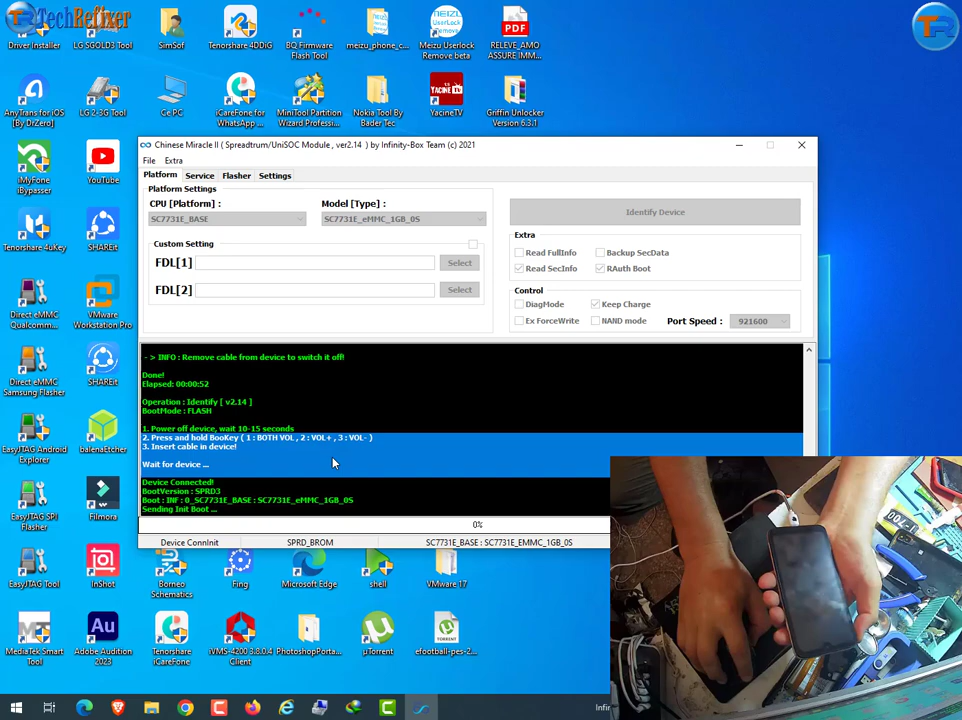 TechRefixer
TR
Driver Installer
LG SGOLD3 Tool
SimSof
Tenorshare 4DDiG
BQ Firmware
Flash Tool
meizu_phone_c...
Meizu Userlock
Remove beta
PDF
RELEVE_AMO
ASSURE IMM...
AnyTrans for iOS
[By DrZero]
LG 2-3G Tool
Ce PC
iCareFone for
WhatsApp ...
MiniTool Partition
Wizard Professi...
Nokia Tool By
Bader Tec
YACINE TV
YacineTV
Griffin Unlocker
Version 6.3.1
iMyFone
iBypasser
YouTube
Tenorshare 4uKey
SHAREit
Direct eMMC
Qualcomm...
VMware
Workstation Pro
Direct eMMC
Samsung Flasher
SHAREit
EasyJTAG Android
Explorer
balenaEtcher
EasyJTAG SPI
Flasher
Filmora
Chinese Miracle II ( Spreadtrum/UniSOC Module , ver2.14 ) by Infinity-Box Team (c) 2021
File Extra
Platform Service Flasher Settings
Platform Settings
CPU [Platform] :
Model [Type] :
SC7731E_BASE
SC7731E_eMMC_1GB_0S
Custom Setting
FDL[1]
Select
FDL[2]
Select
Identify Device
Extra
Read FullInfo
Backup SecData
Read SecInfo
RAuth Boot
Control
DiagMode
Keep Charge
Ex ForceWrite
NAND mode
Port Speed :
921600
- > INFO : Remove cable from device to switch it off!
Done!
Elapsed: 00:00:52
Operation : Identify [ v2.14 ]
BootMode : FLASH
1. Power off device, wait 10-15 seconds
2. Press and hold BooKey ( 1 : BOTH VOL , 2 : VOL+ , 3 : VOL- )
3. Insert cable in device!
Wait for device ...
Device Connected!
BootVersion : SPRD3
Boot : INF : 0_SC7731E_BASE : SC7731E_eMMC_1GB_0S
Sending Init Boot ...
0%
Device ConnInit
SPRD_BROM
SC7731E_BASE : SC7731E_EMMC_1GB_0S
EasyJTAG Tool
InShot
Borneo
Schematics
Fing
Microsoft Edge
shell
VMware 17
MediaTek Smart
Tool
Au
Adobe Audition
2023
Tenorshare
iCareFone
iVMS-4200 3.8.0.4
Client
PhotoshopPorta...
µTorrent
TORRENT
efootball-pes-2...
Infin